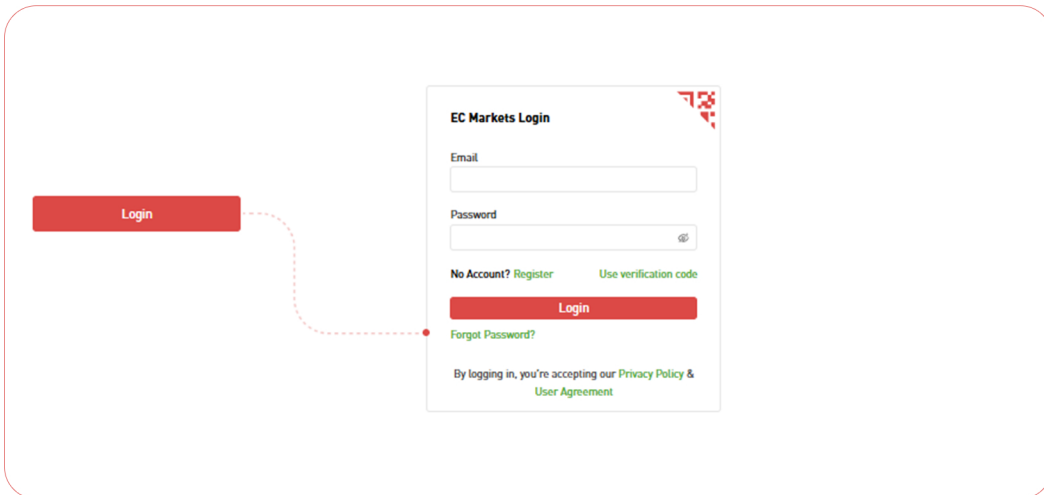 EC Markets Login
Email
Login
Password
No Account? Register
Use verification code
Login
Forgot Password?
By logging in, you're accepting our Privacy Policy &
User Agreement